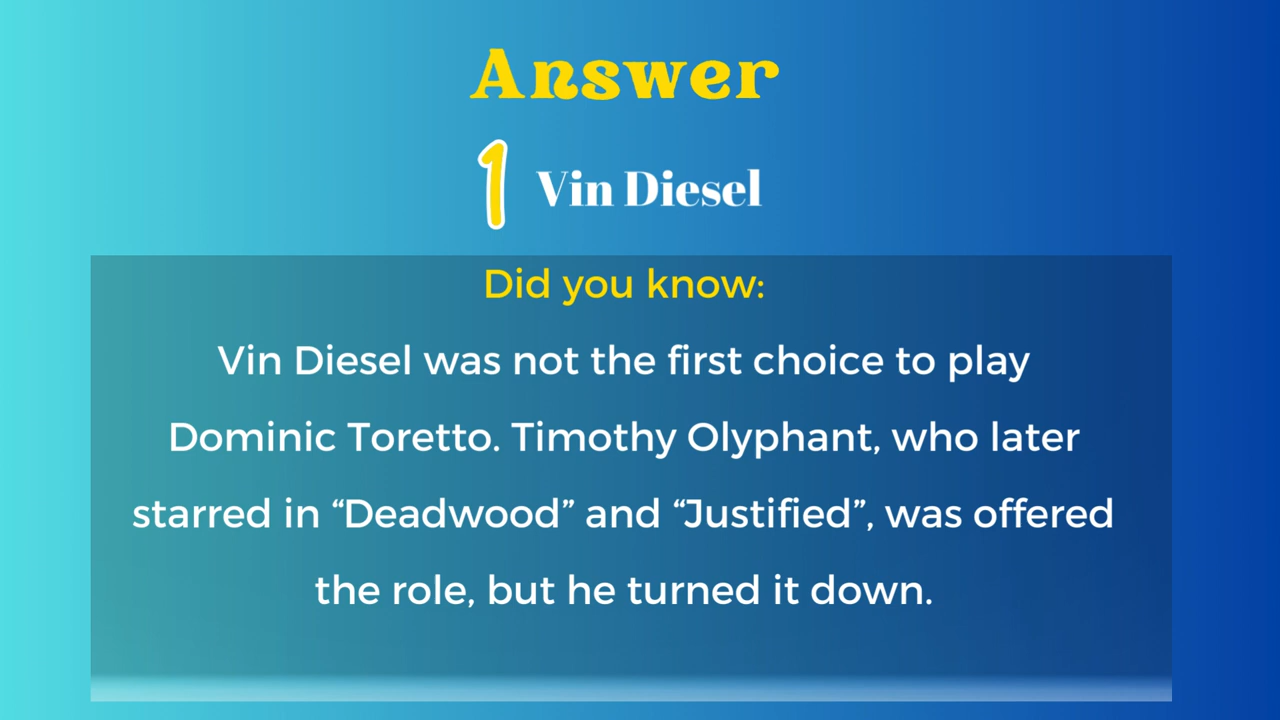 Answer
1 Vin Diesel
Did you know:
Vin Diesel was not the first choice to play
Dominic Toretto. Timothy Olyphant, who later
starred in “Deadwood” and “Justified”, was offered
the role, but he turned it down.